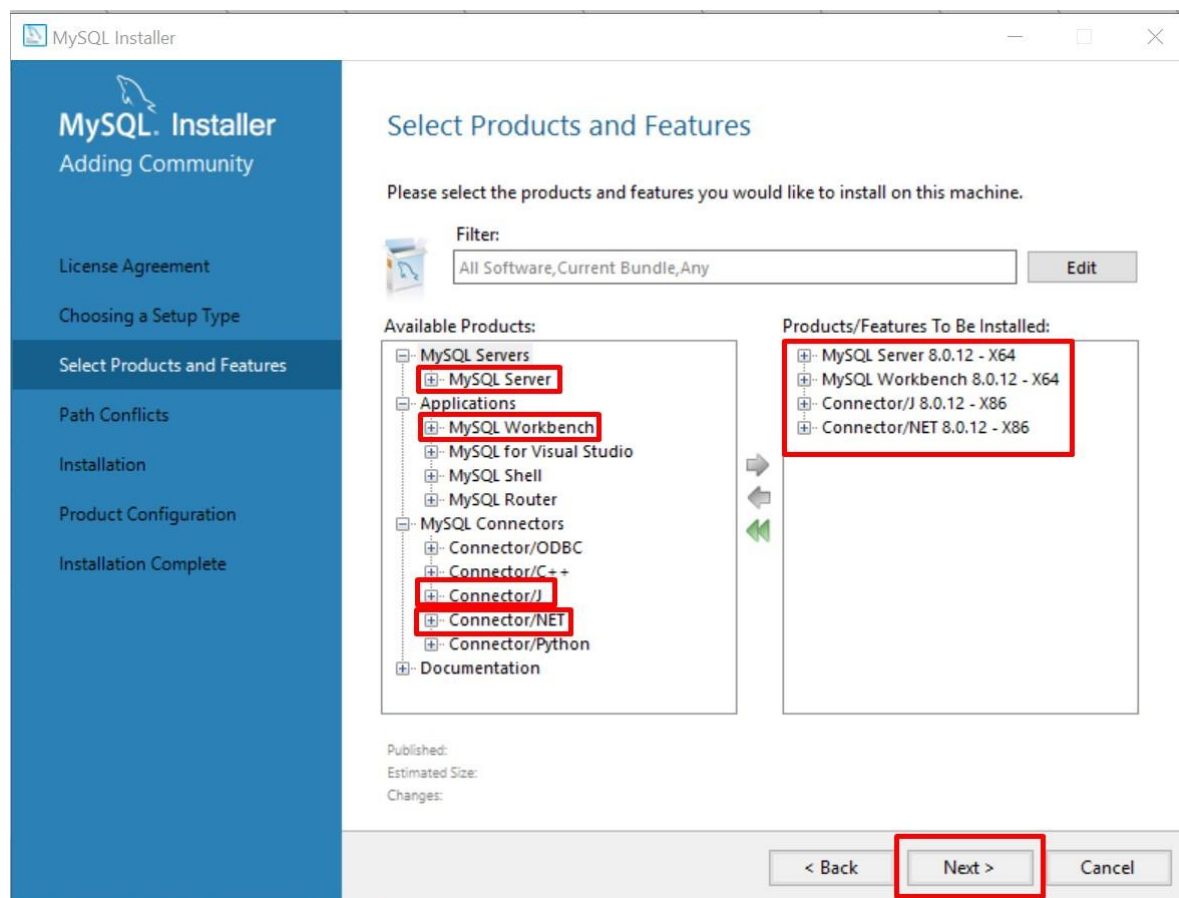 MySQL Installer
MySQL. Installer
Adding Community
License Agreement
Choosing a Setup Type
Select Products and Features
Path Conflicts
Installation
Product Configuration
Installation Complete
Select Products and Features
Please select the products and features you would like to install on this machine.
Filter:
All Software,Current Bundle,Any
Edit
Available Products:
MySQL Servers
MySQL Server
Applications
MySQL Workbench
MySQL for Visual Studio
MySQL Shell
MySQL Router
MySQL Connectors
Connector/ODBC
Connector/C++
Connector/J
Connector/NET
Connector/Python
Documentation
Products/Features To Be Installed:
MySQL Server 8.0.12 - X64
MySQL Workbench 8.0.12 - X64
Connector/J 8.0.12 - X86
Connector/NET 8.0.12 - X86
Published:
Estimated Size:
Changes:
< Back
Next >
Cancel